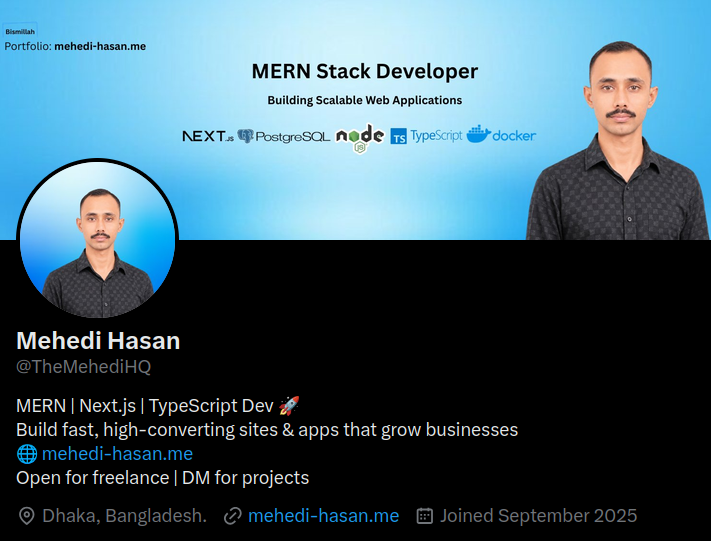 Bismillah
Portfolio: mehedi-hasan.me
MERN Stack Developer
Building Scalable Web Applications
NEXT.JS PostgreSQL node JS TS TypeScript docker
Mehedi Hasan
@TheMehediHQ
MERN | Next.js | TypeScript Dev 🚀
Build fast, high-converting sites & apps that grow businesses
🌐 mehedi-hasan.me
Open for freelance | DM for projects
Dhaka, Bangladesh. mehedi-hasan.me Joined September 2025